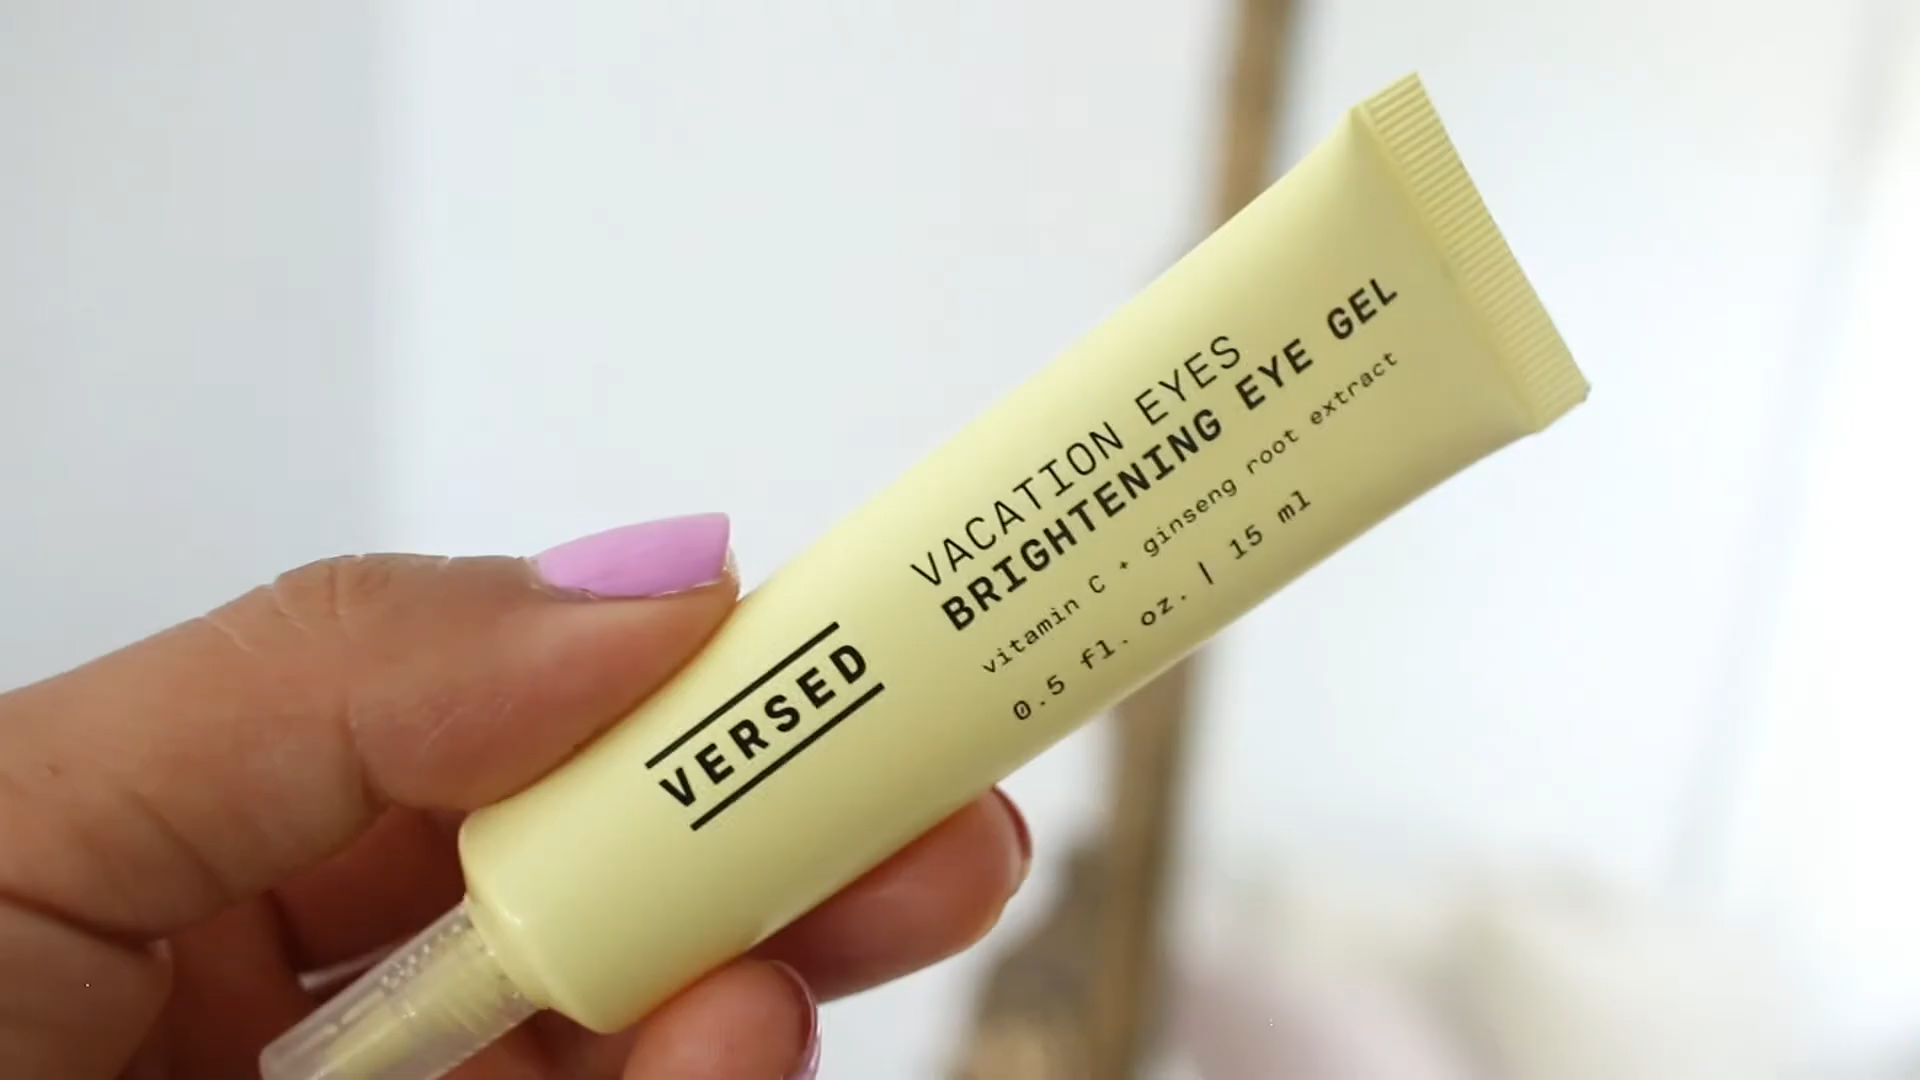 VERSED
VACATION EYES
BRIGHTENING EYE GEL
vitamin C + ginseng root extract
0.5 fl. oz. | 15 ml